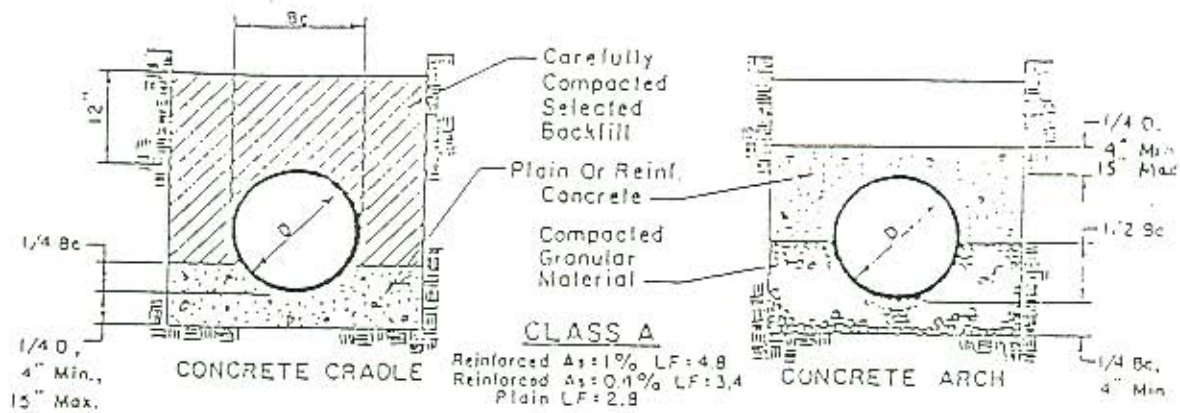 Bc
12"
Carefully
Compacted
Selected
Backfill
Plain Or Reinf.
Concrete
Compacted
Granular
Material
D
1/4 Bc
1/4 D,
4" Min.,
15" Max.
CONCRETE CRADLE
CLASS A
Reinforced As=1% LF=4.8
Reinforced As=0.4% LF=3.4
Plain LF=2.8
D
1/4 D,
4" Min
15" Max
1/2 Bc
1/4 Bc,
4" Min
CONCRETE ARCH